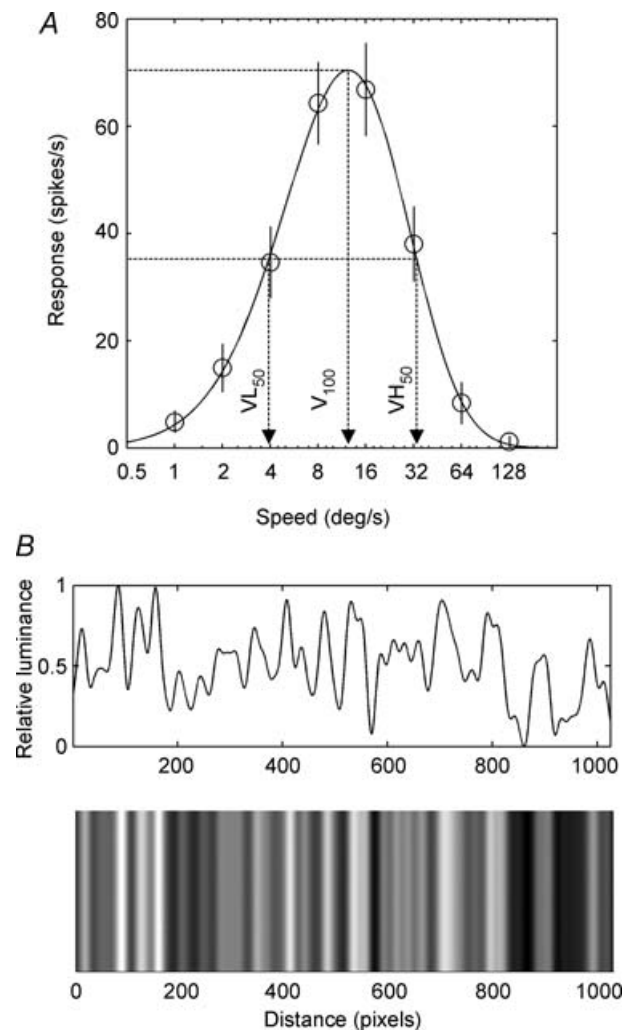 A
80
60
40
20
0
Response (spikes/s)
VL50
V100
VH50
0.5 1 2 4 8 16 32 64 128
Speed (deg/s)
B
1
0.5
0
Relative luminance
200 400 600 800 1000
0 200 400 600 800 1000
Distance (pixels)